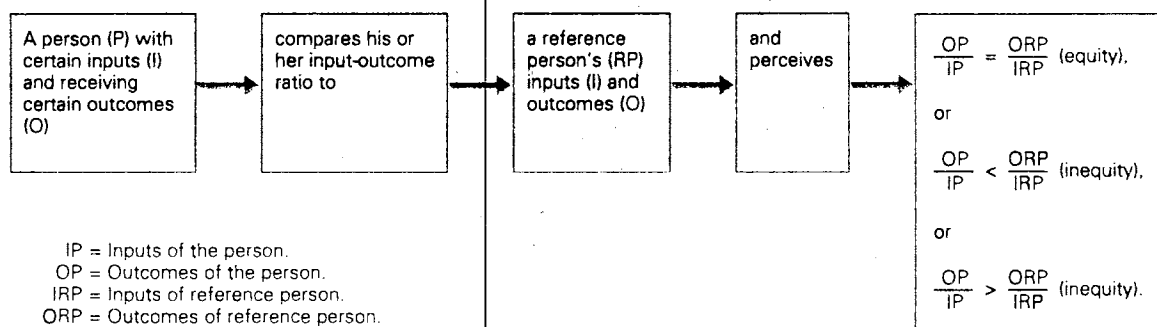 A person (P) with
certain inputs (I)
and receiving
certain outcomes
(O)
compares his or
her input-outcome
ratio to
a reference
person's (RP)
inputs (I) and
outcomes (O)
and
perceives
OP/IP = ORP/IRP (equity),
or
OP/IP < ORP/IRP (inequity),
or
OP/IP > ORP/IRP (inequity).
IP = Inputs of the person.
OP = Outcomes of the person.
IRP = Inputs of reference person.
ORP = Outcomes of reference person.